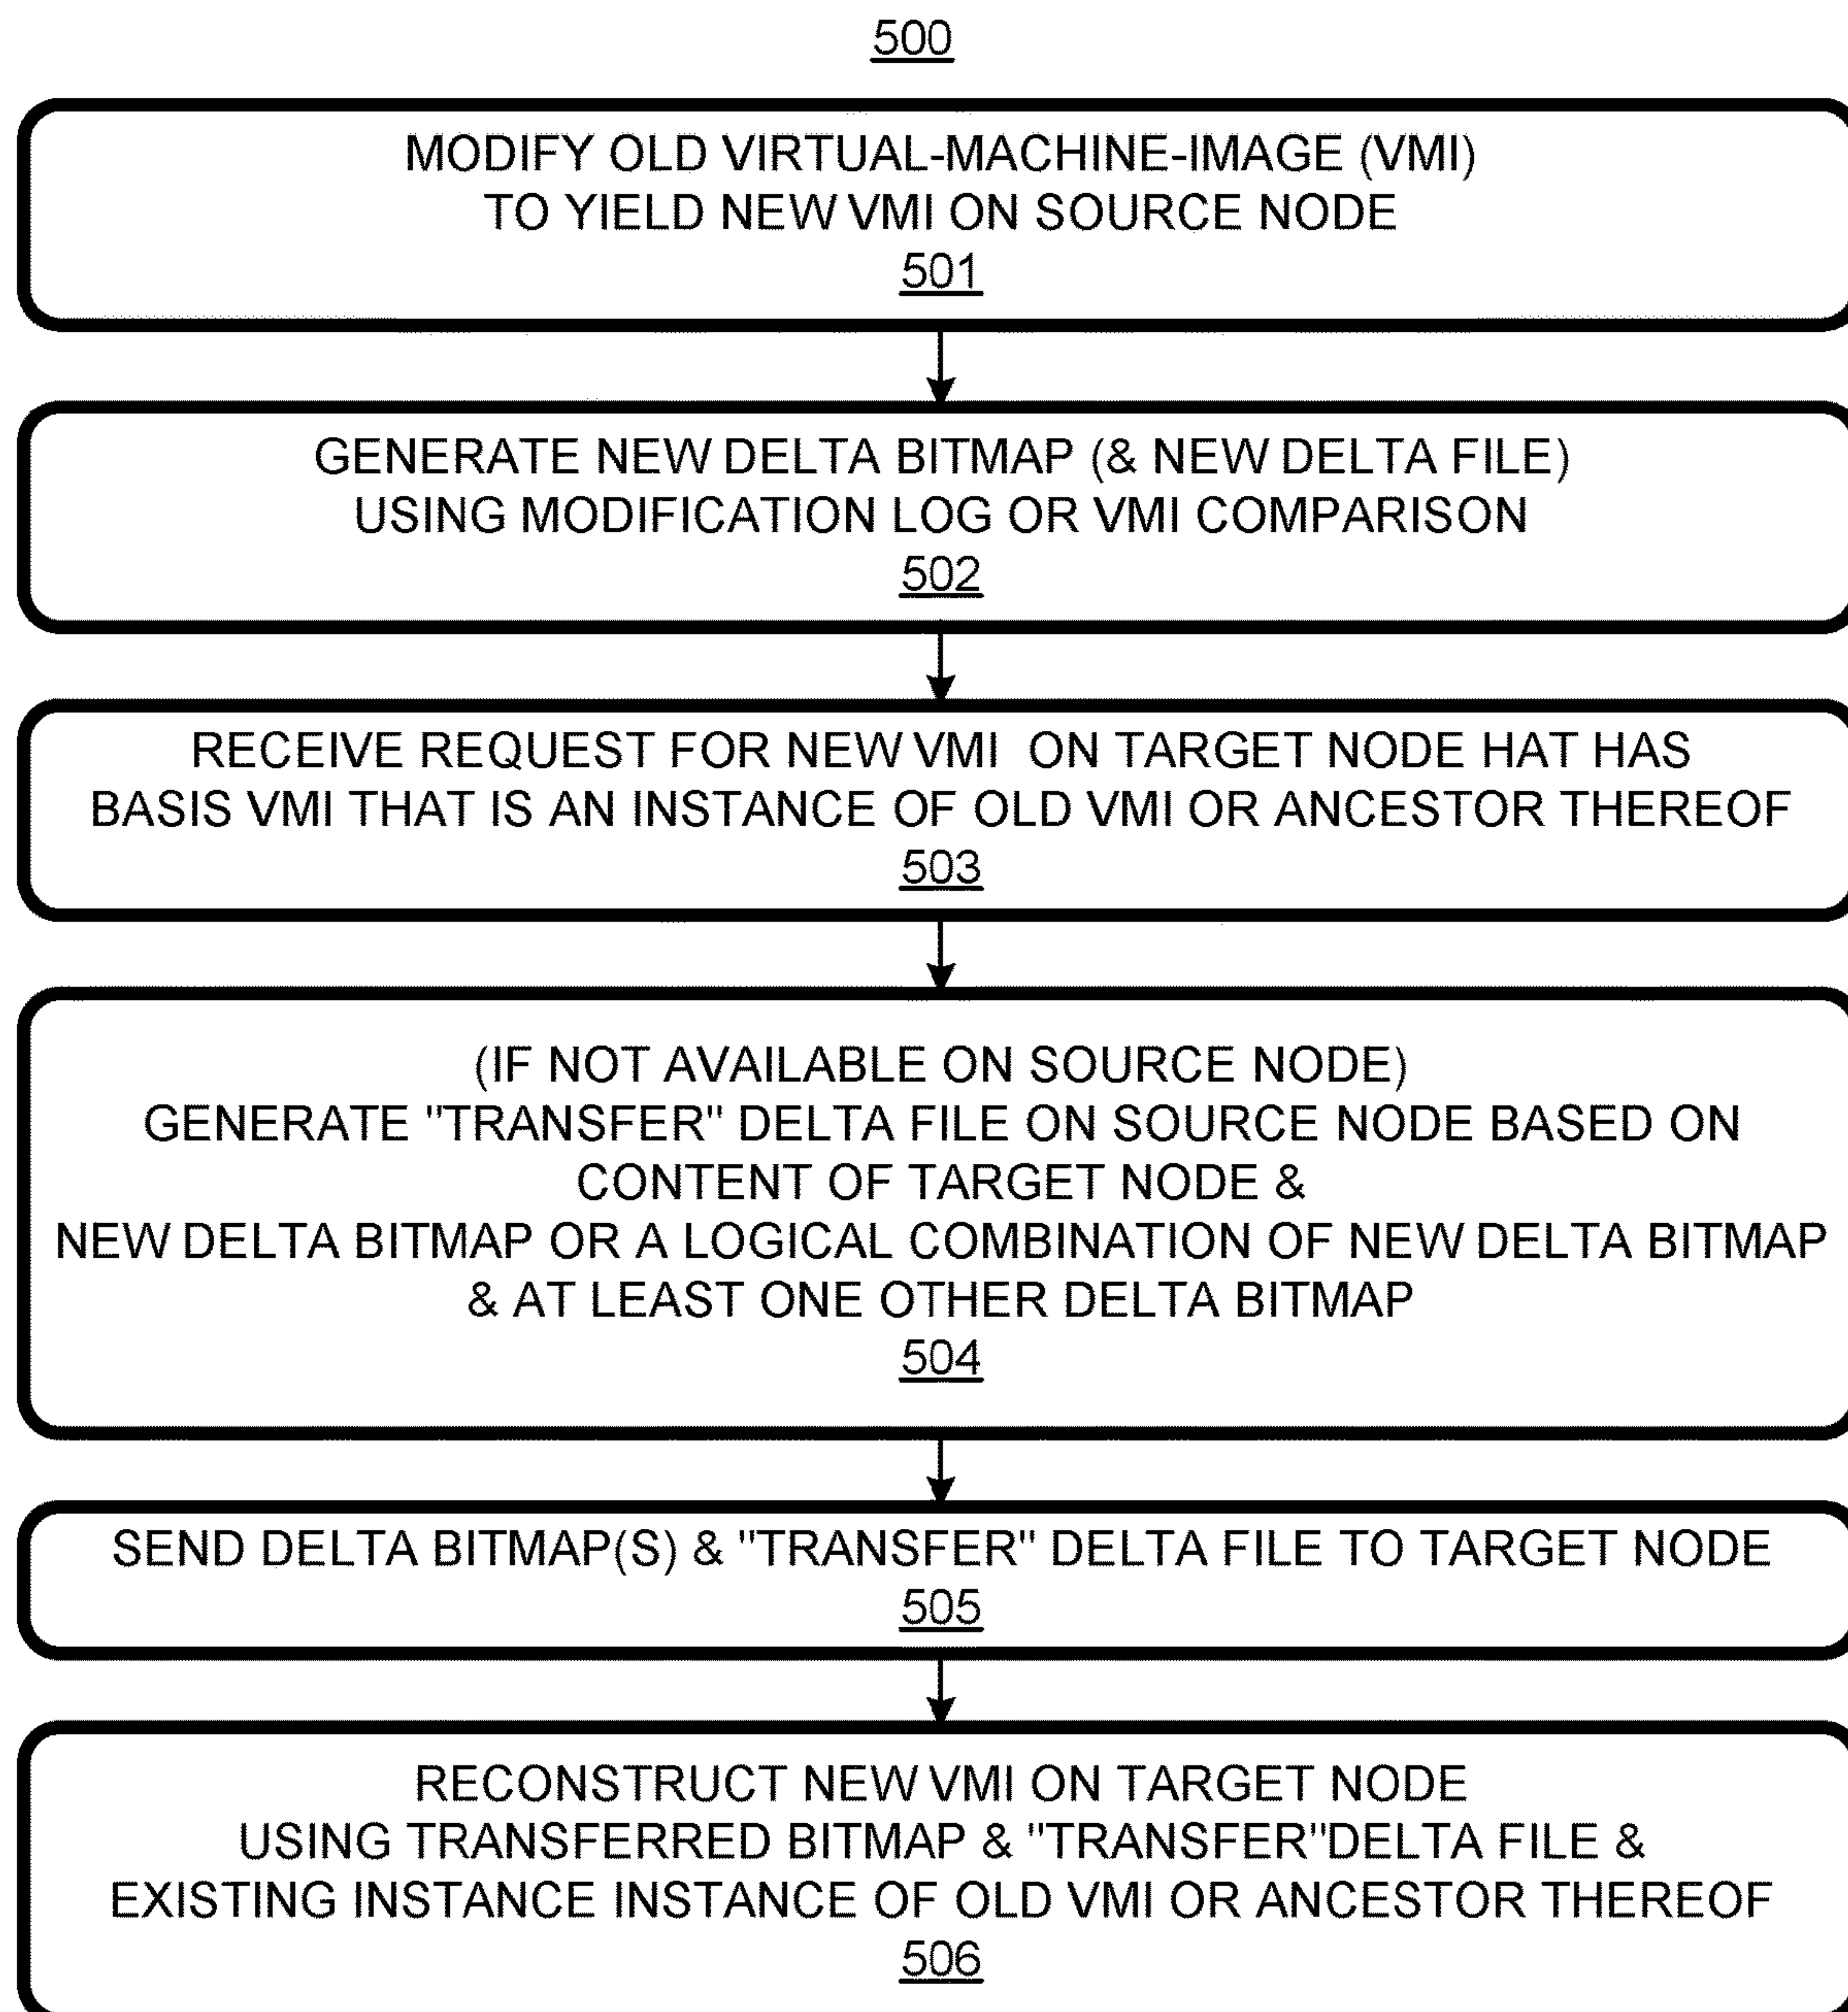 500
MODIFY OLD VIRTUAL-MACHINE-IMAGE (VMI)
TO YIELD NEW VMI ON SOURCE NODE
501
GENERATE NEW DELTA BITMAP (& NEW DELTA FILE)
USING MODIFICATION LOG OR VMI COMPARISON
502
RECEIVE REQUEST FOR NEW VMI ON TARGET NODE HAT HAS
BASIS VMI THAT IS AN INSTANCE OF OLD VMI OR ANCESTOR THEREOF
503
(IF NOT AVAILABLE ON SOURCE NODE)
GENERATE "TRANSFER" DELTA FILE ON SOURCE NODE BASED ON
CONTENT OF TARGET NODE &
NEW DELTA BITMAP OR A LOGICAL COMBINATION OF NEW DELTA BITMAP
& AT LEAST ONE OTHER DELTA BITMAP
504
SEND DELTA BITMAP(S) & "TRANSFER" DELTA FILE TO TARGET NODE
505
RECONSTRUCT NEW VMI ON TARGET NODE
USING TRANSFERRED BITMAP & "TRANSFER"DELTA FILE &
EXISTING INSTANCE INSTANCE OF OLD VMI OR ANCESTOR THEREOF
506